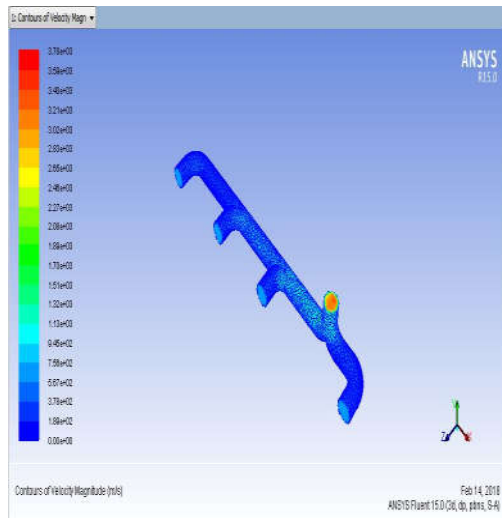 1: Contours of Velocity Magn
ANSYS
R15.0
3.78e+03
3.59e+03
3.40e+03
3.21e+03
3.02e+03
2.83e+03
2.65e+03
2.46e+03
2.27e+03
2.08e+03
1.89e+03
1.70e+03
1.51e+03
1.32e+03
1.13e+03
9.45e+02
7.56e+02
5.67e+02
3.78e+02
1.89e+02
0.00e+00
Y
Z
X
Contours of Velocity Magnitude (m/s)
Feb 14, 2018
ANSYS Fluent 15.0 (3d, dp, pbns, S-A)